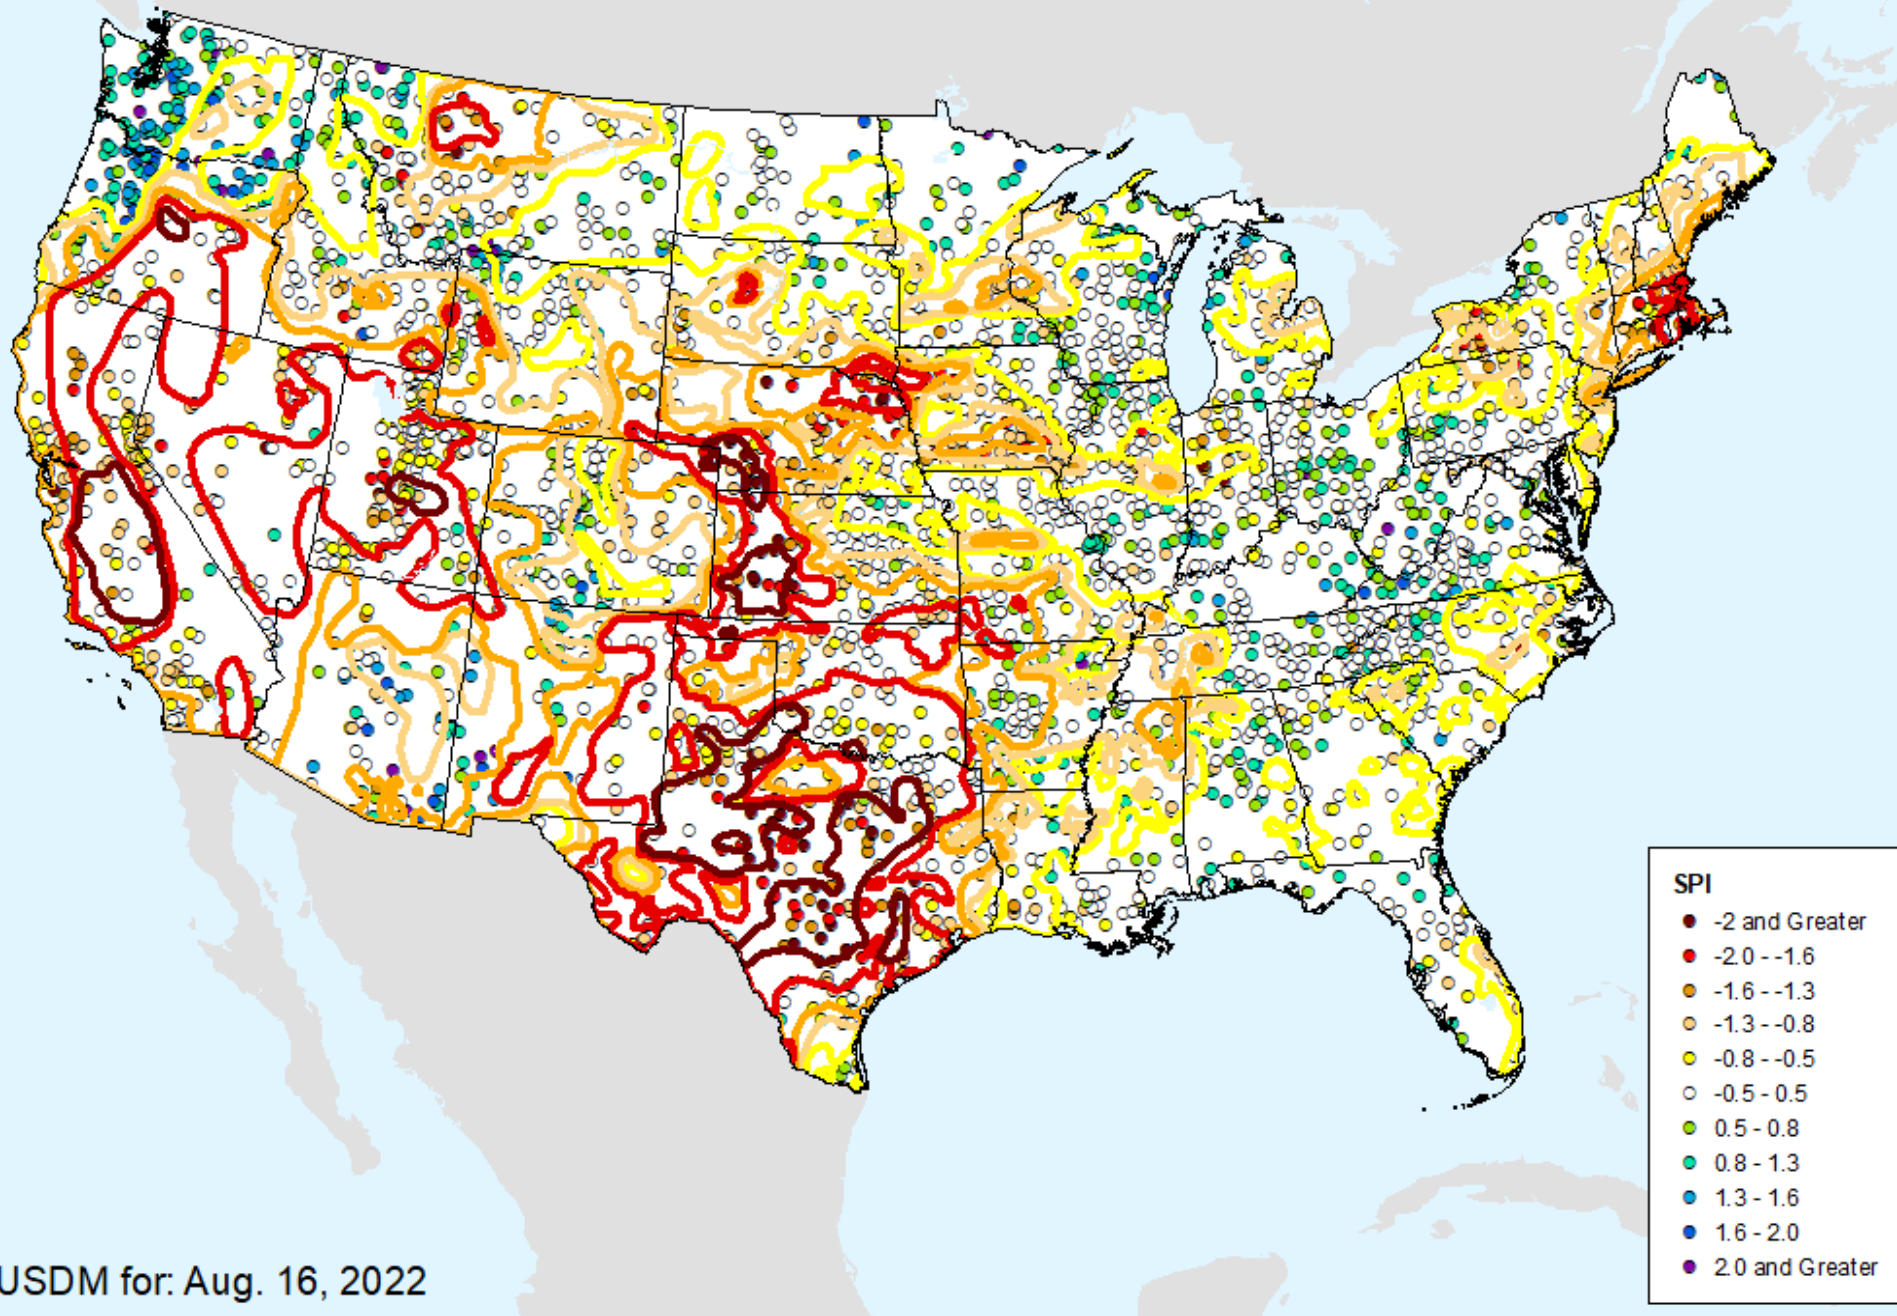 SPI
-2 and Greater
-2.0 - -1.6
-1.6 - -1.3
-1.3 - -0.8
-0.8 - -0.5
-0.5 - 0.5
0.5 - 0.8
0.8 - 1.3
1.3 - 1.6
1.6 - 2.0
2.0 and Greater
USDM for: Aug. 16, 2022